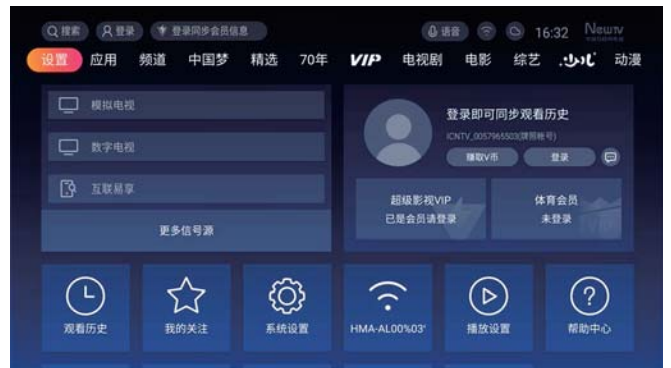 搜索 登录 登录同步会员信息 语音 16:32 Newtv
设置 应用 频道 中国梦 精选 70年 VIP 电视剧 电影 综艺 少儿 动漫
模拟电视
数字电视
互联易享
更多信号源
登录即可同步观看历史
ICNTV_0057965503(牌照帐号)
赚取V币 登录
超级影视VIP
已是会员请登录
体育会员
未登录
观看历史 我的关注 系统设置 HMA-AL00%03' 播放设置 帮助中心